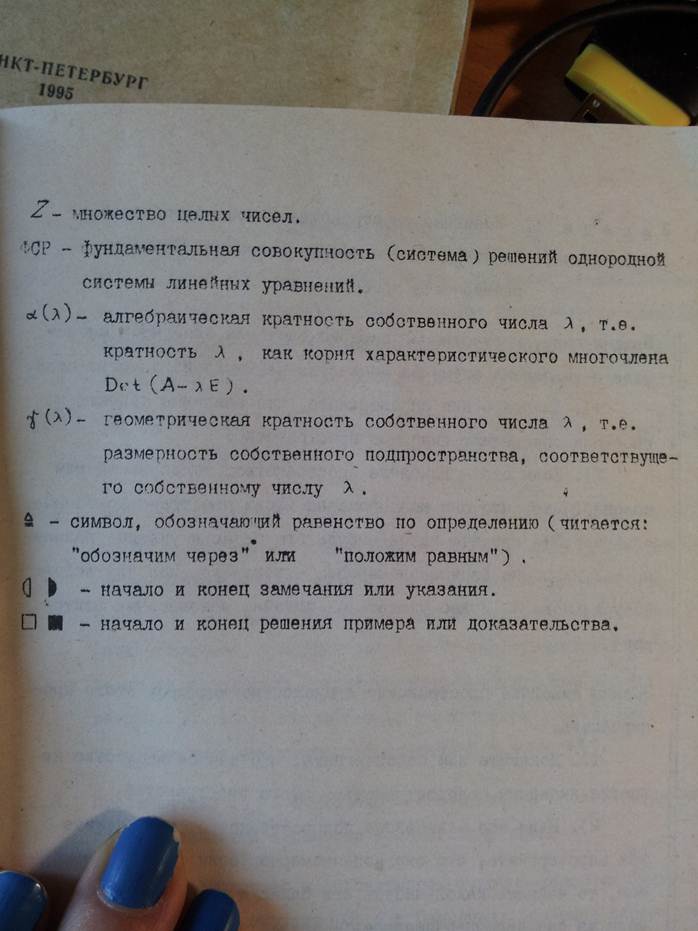 НКТ-ПЕТЕРБУРГ
1995
Z – множество целых чисел.
ФСР – фундаментальная совокупность (система) решений однородной
системы линейных уравнений.
α(λ) – алгебраическая кратность собственного числа λ, т.е.
кратность λ, как корня характеристического многочлена
Det(A-λE).
γ(λ) – геометрическая кратность собственного числа λ, т.е.
размерность собственного подпространства, соответствуще-
го собственному числу λ.
≙ – символ, обозначающий равенство по определению (читается:
"обозначим через" или "положим равным").
◖ ◗ – начало и конец замечания или указания.
□ ■ – начало и конец решения примера или доказательства.